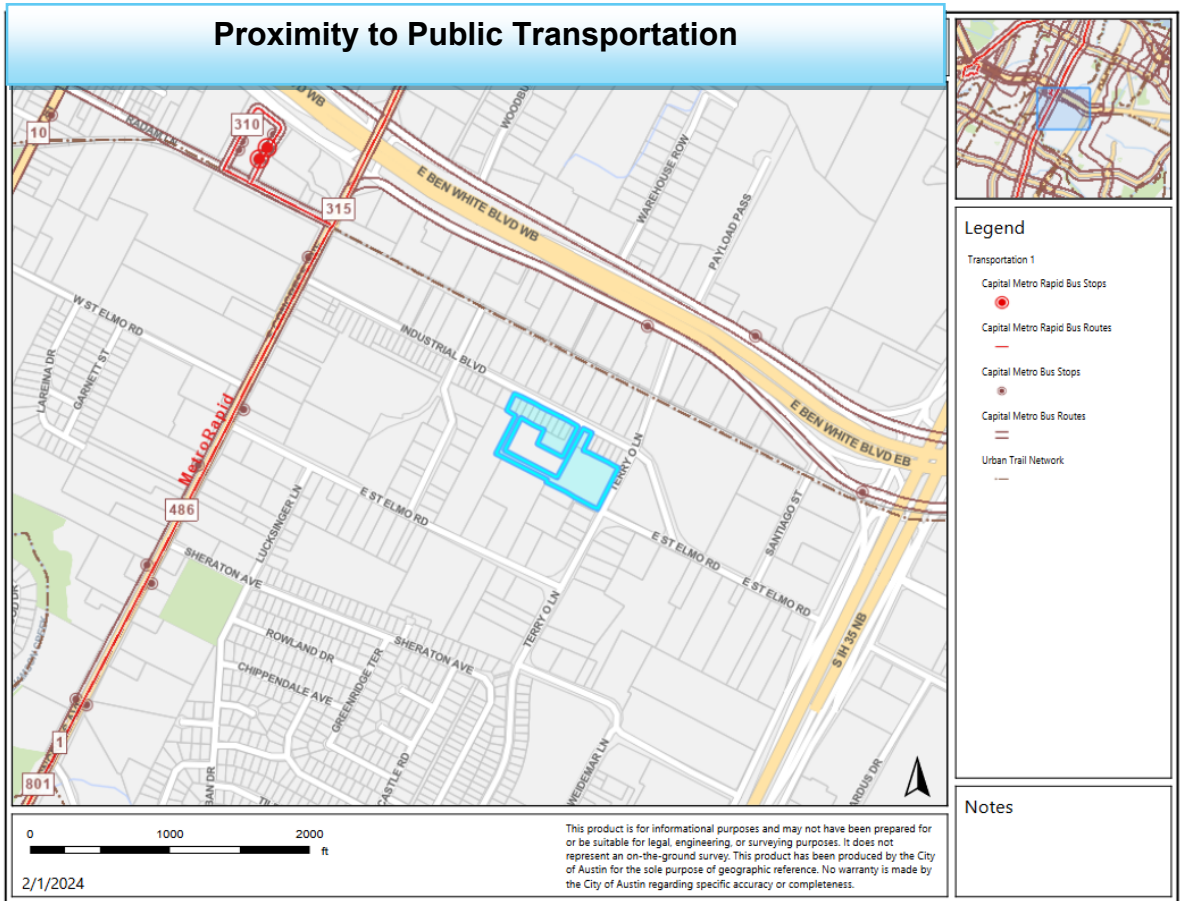 Proximity to Public Transportation
WB
310
10
RADAM LN
WAREHOUSE ROW
PAYLOAD PASS
E BEN WHITE BLVD WB
315
W ST ELMO RD
LAREINA DR
GARNETT ST
INDUSTRIAL BLVD
E BEN WHITE BLVD EB
MetroRapid
TERRY O LN
486
LUCKSINGER LN
E ST ELMO RD
SANTIAGO ST
E ST ELMO RD
E ST ELMO RD
SHERATON AVE
TERRY O LN
ROWLAND DR
SHERATON AVE
GREENRIDGE TER
CHIPPENDALE AVE
S IH 35 NB
1
801
WEIDEMAR LN
Legend
Transportation 1
Capital Metro Rapid Bus Stops
Capital Metro Rapid Bus Routes
Capital Metro Bus Stops
Capital Metro Bus Routes
Urban Trail Network
Notes
0 1000 2000
ft
2/1/2024
This product is for informational purposes and may not have been prepared for
or be suitable for legal, engineering, or surveying purposes. It does not
represent an on-the-ground survey. This product has been produced by the City
of Austin for the sole purpose of geographic reference. No warranty is made by
the City of Austin regarding specific accuracy or completeness.